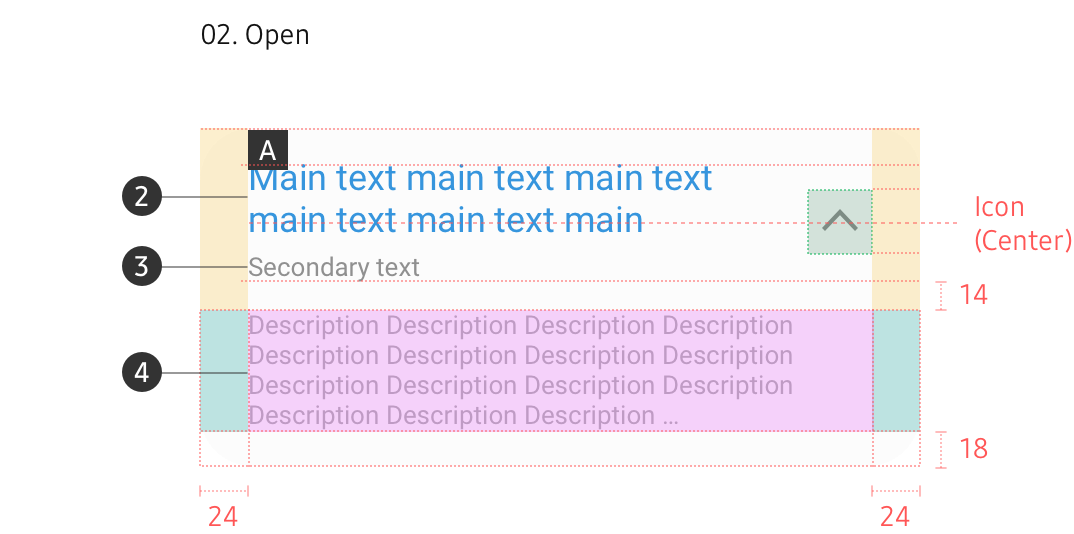 02. Open
A
2
Main text main text main text
main text main text main
Icon
(Center)
3
Secondary text
14
4
Description Description Description Description
Description Description Description Description
Description Description Description Description
Description Description Description ...
18
24
24